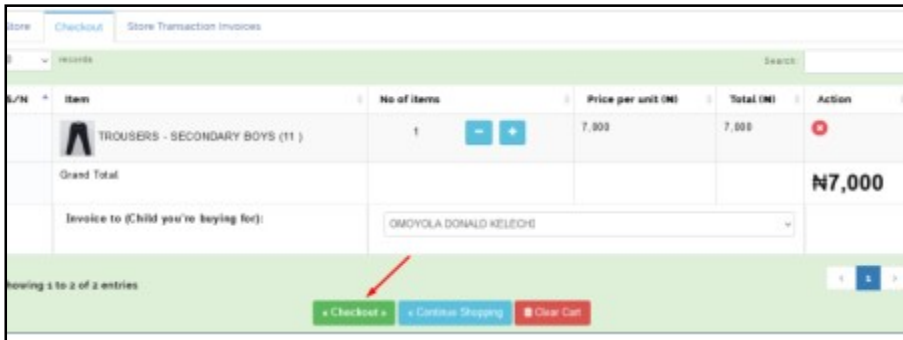 Store Checkout Store Transaction Invoices
records Search:
S/N Item No of items Price per unit (₦) Total (₦) Action
TROUSERS - SECONDARY BOYS (11 ) 1 - + 7,000 7,000
Grand Total ₦7,000
Invoice to (Child you're buying for): OMOYOLA DONALD KELECHI
howing 1 to 2 of 2 entries ‹ 1 ›
« Checkout » « Continue Shopping Clear Cart